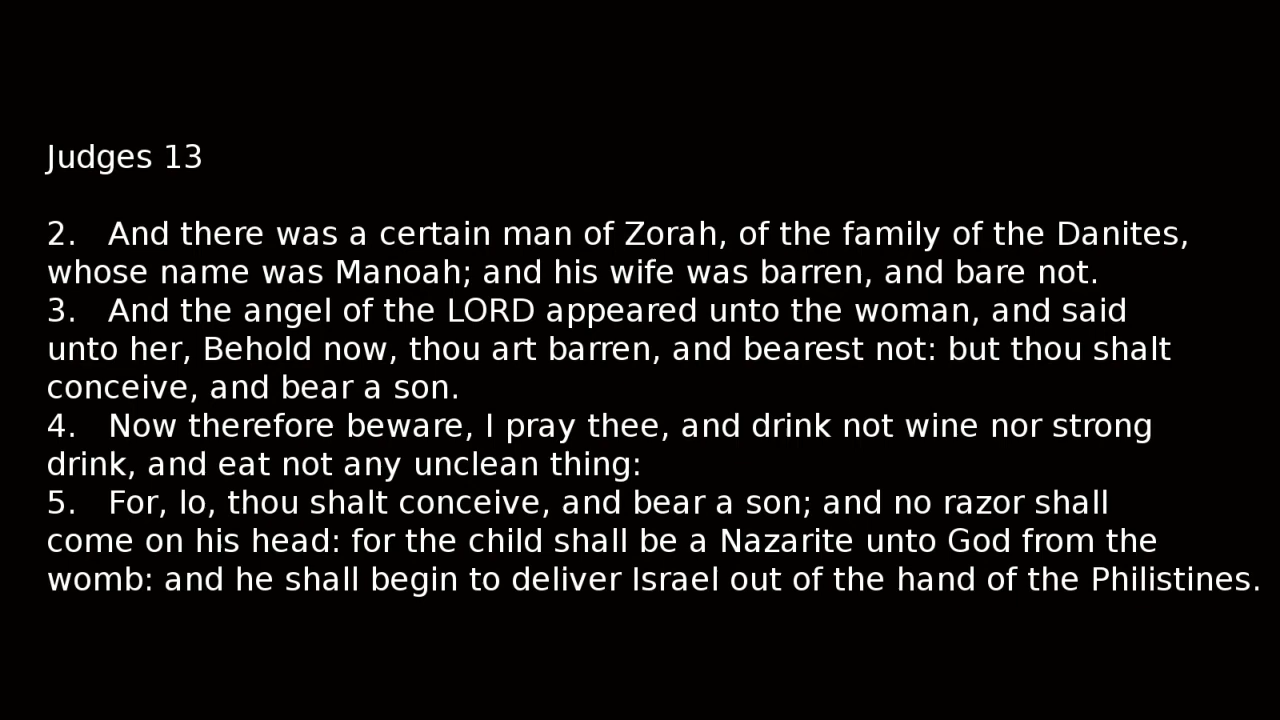 Judges 13
2. And there was a certain man of Zorah, of the family of the Danites,
whose name was Manoah; and his wife was barren, and bare not.
3. And the angel of the LORD appeared unto the woman, and said
unto her, Behold now, thou art barren, and bearest not: but thou shalt
conceive, and bear a son.
4. Now therefore beware, I pray thee, and drink not wine nor strong
drink, and eat not any unclean thing:
5. For, lo, thou shalt conceive, and bear a son; and no razor shall
come on his head: for the child shall be a Nazarite unto God from the
womb: and he shall begin to deliver Israel out of the hand of the Philistines.